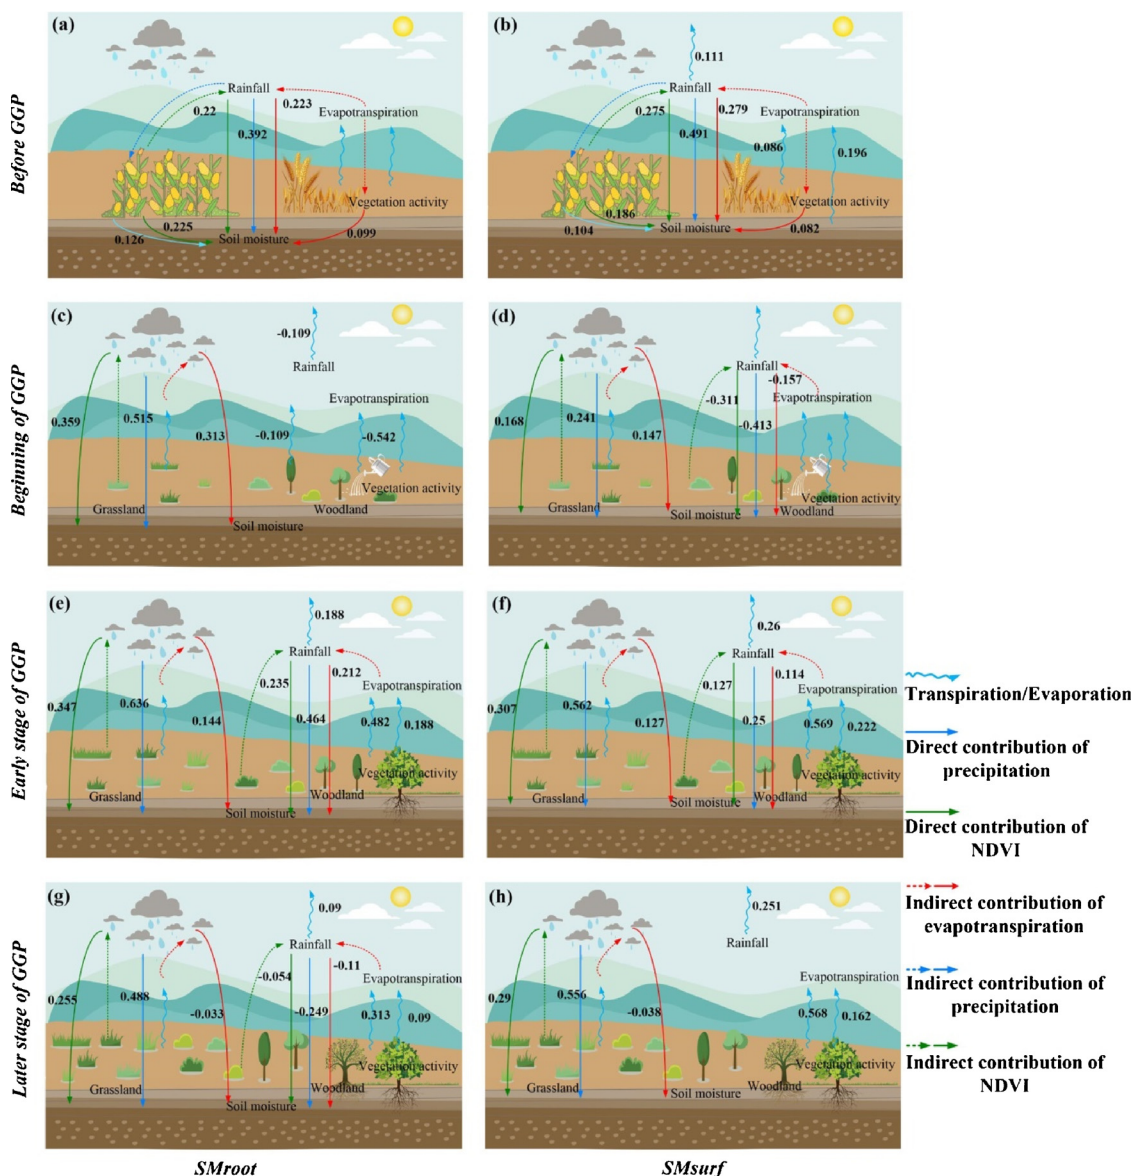 (a)
Rainfall
0.22
0.223
0.392
Evapotranspiration
Vegetation activity
0.225
0.126
Soil moisture
0.099
Before GGP
(b)
0.111
Rainfall
0.275
0.279
0.491
Evapotranspiration
0.086
0.196
Vegetation activity
0.186
0.104
Soil moisture
0.082
Beginning of GGP
(c)
-0.109
Rainfall
Evapotranspiration
0.359
0.515
0.313
-0.109
-0.542
Vegetation activity
Grassland
Woodland
Soil moisture
(d)
Rainfall
-0.157
-0.311
Evapotranspiration
0.168
0.241
0.147
-0.413
Vegetation activity
Grassland
Soil moisture
Woodland
Early stage of GGP
(e)
0.188
Rainfall
0.212
0.235
Evapotranspiration
0.347
0.636
0.144
0.464
0.482
0.188
Vegetation activity
Grassland
Woodland
Soil moisture
(f)
0.26
Rainfall
0.114
0.127
Evapotranspiration
0.307
0.562
0.127
0.25
0.569
0.222
Vegetation activity
Grassland
Soil moisture
Woodland
Later stage of GGP
(g)
0.09
Rainfall
-0.11
-0.054
Evapotranspiration
0.255
0.488
-0.033
-0.249
0.313
0.09
Vegetation activity
Grassland
Woodland
Soil moisture
(h)
0.251
Rainfall
Evapotranspiration
0.29
0.556
-0.038
0.568
0.162
Vegetation activity
Grassland
Woodland
Soil moisture
Transpiration/Evaporation
Direct contribution of
precipitation
Direct contribution of
NDVI
Indirect contribution of
evapotranspiration
Indirect contribution of
precipitation
Indirect contribution of
NDVI
SMroot
SMsurf